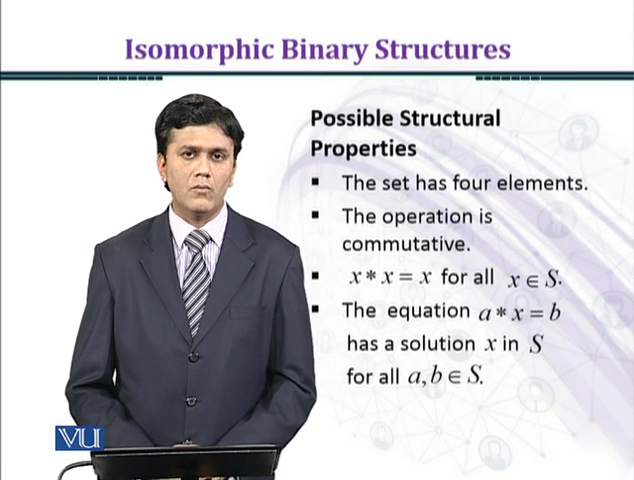 Isomorphic Binary Structures
Possible Structural
Properties
▪ The set has four elements.
▪ The operation is
commutative.
▪ x * x = x for all x ∈ S.
▪ The equation a * x = b
has a solution x in S
for all a, b ∈ S.
VU